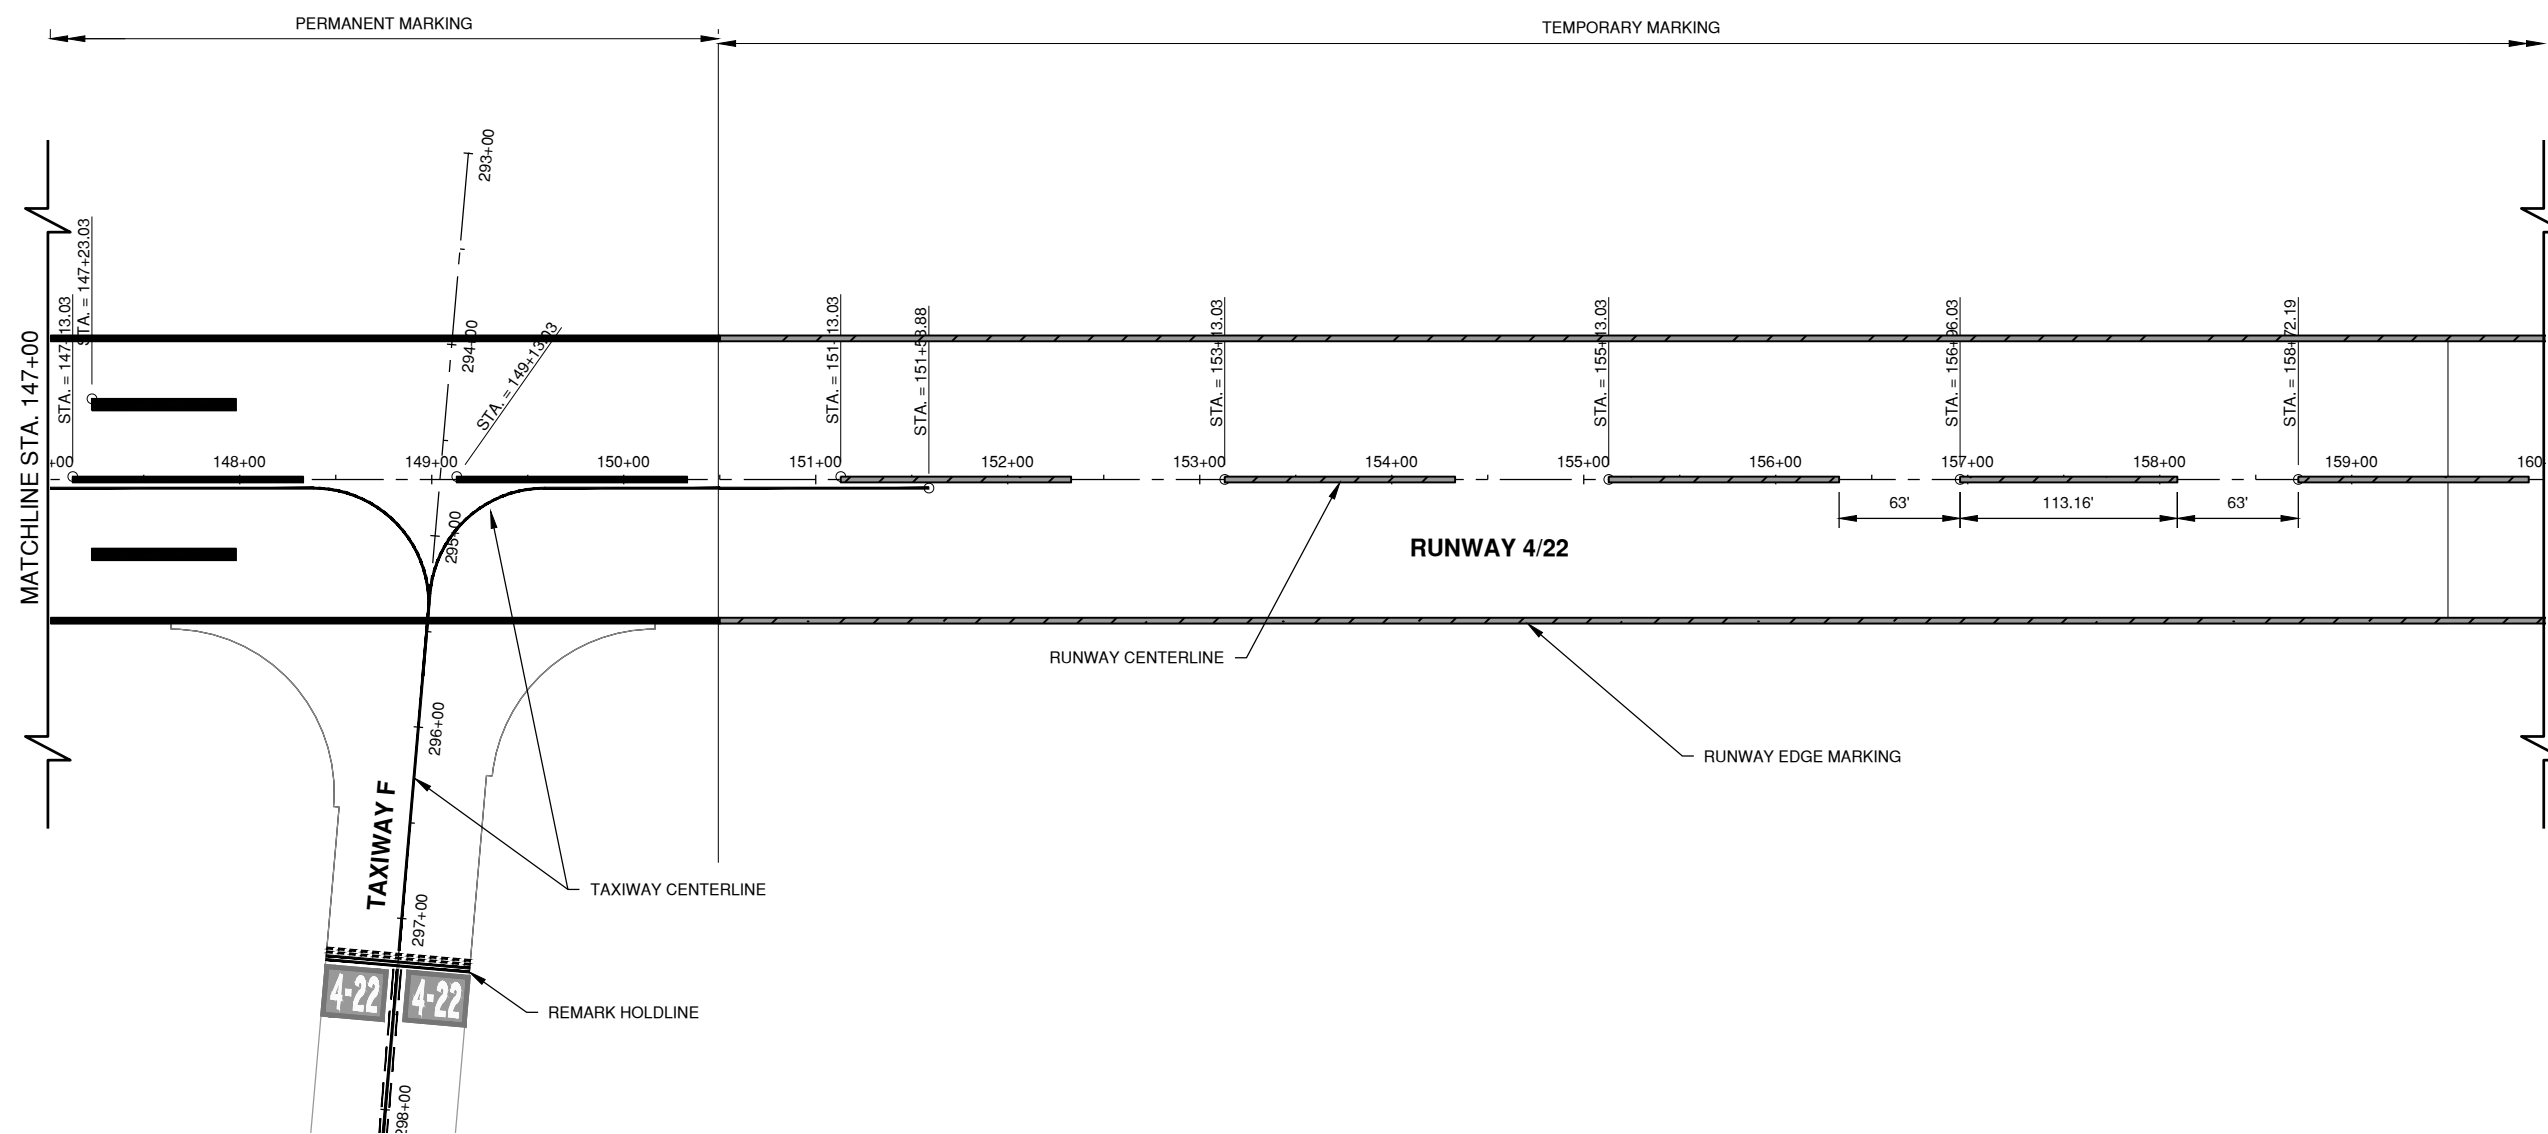 PERMANENT MARKING
TEMPORARY MARKING
293+00
294+00
295+00
296+00
297+00
298+00
MATCHLINE STA. 147+00
STA. = 147+13.03
STA. = 147+23.03
STA. = 149+13.03
STA. = 151+13.03
STA. = 153+13.03
STA. = 155+13.03
STA. = 156+96.03
STA. = 158+72.19
+00
148+00
149+00
150+00
151+00
152+00
153+00
154+00
155+00
156+00
157+00
158+00
159+00
160
63'
113.16'
63'
RUNWAY 4/22
RUNWAY CENTERLINE
RUNWAY EDGE MARKING
TAXIWAY F
TAXIWAY CENTERLINE
4-22
4-22
REMARK HOLDLINE